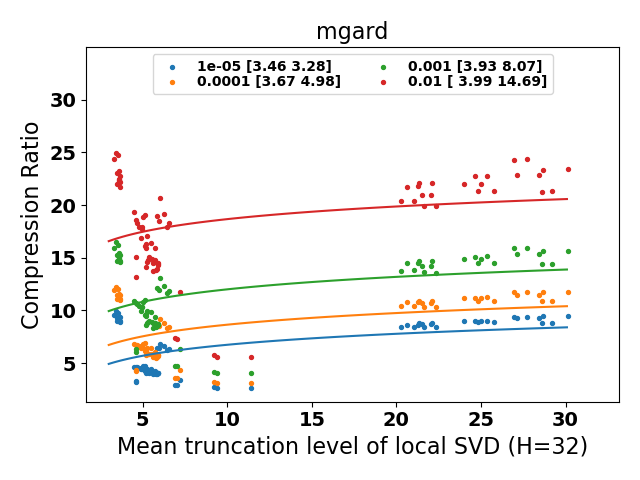 mgard
1e-05 [3.46 3.28]
0.0001 [3.67 4.98]
0.001 [3.93 8.07]
0.01 [ 3.99 14.69]
Compression Ratio
30
25
20
15
10
5
5 10 15 20 25 30
Mean truncation level of local SVD (H=32)